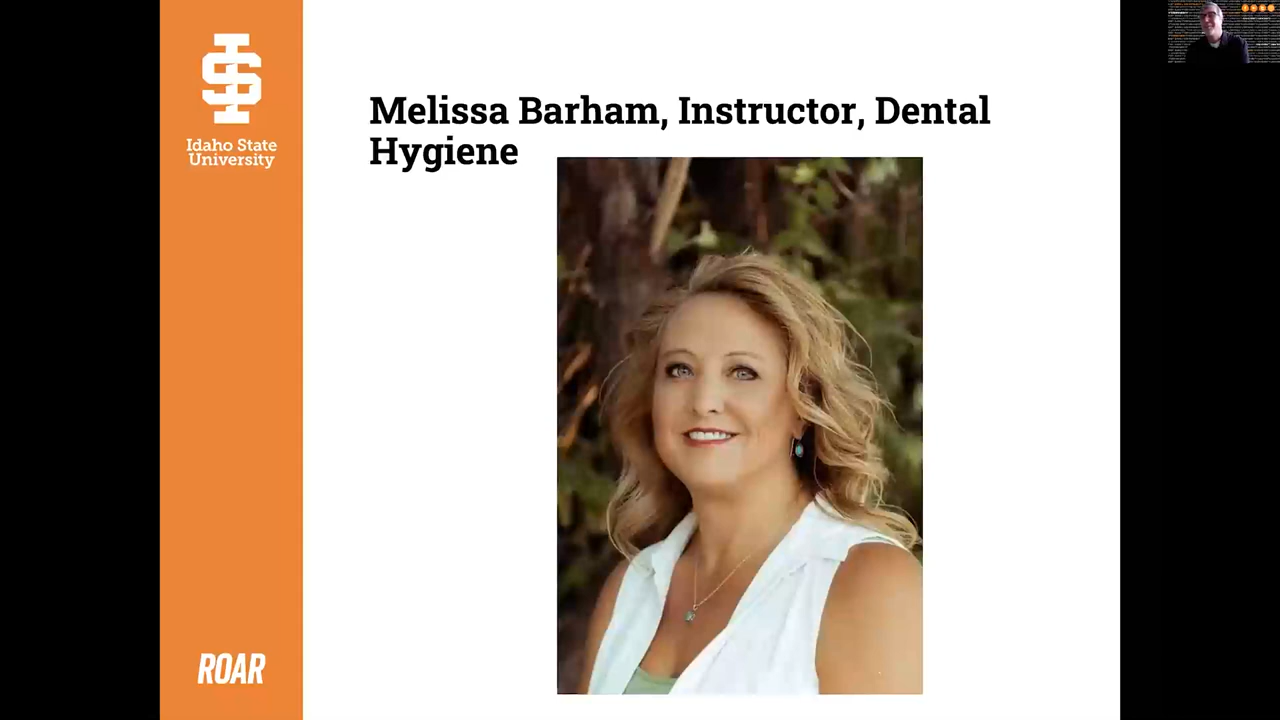 Idaho State
University
Melissa Barham, Instructor, Dental
Hygiene
ROAR